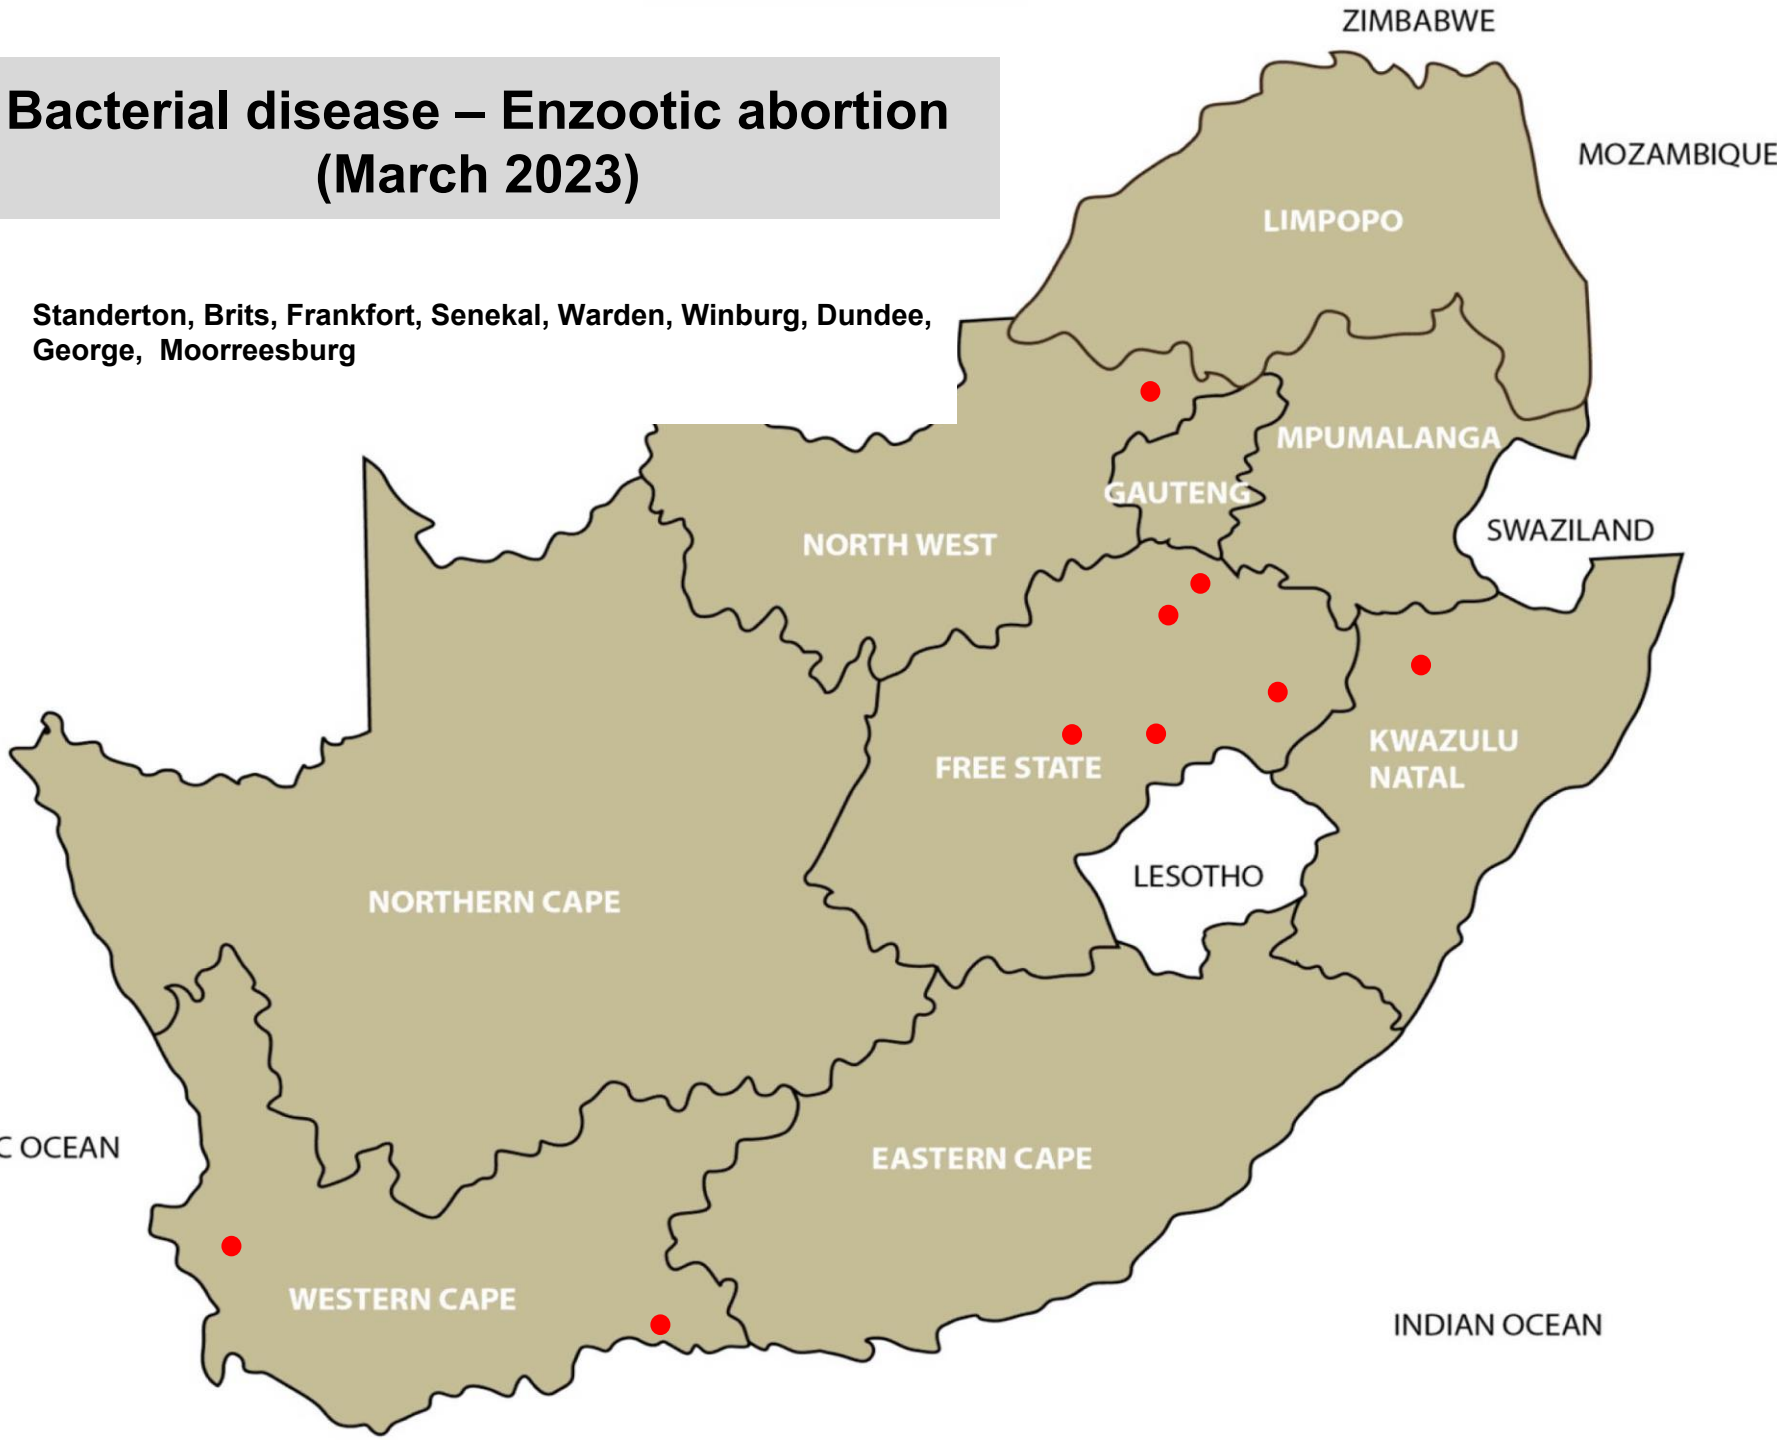 ZIMBABWE
Bacterial disease – Enzootic abortion
(March 2023)
MOZAMBIQUE
LIMPOPO
Standerton, Brits, Frankfort, Senekal, Warden, Winburg, Dundee,
George, Moorreesburg
MPUMALANGA
GAUTENG
NORTH WEST
SWAZILAND
KWAZULU
NATAL
FREE STATE
LESOTHO
NORTHERN CAPE
C OCEAN
EASTERN CAPE
WESTERN CAPE
INDIAN OCEAN